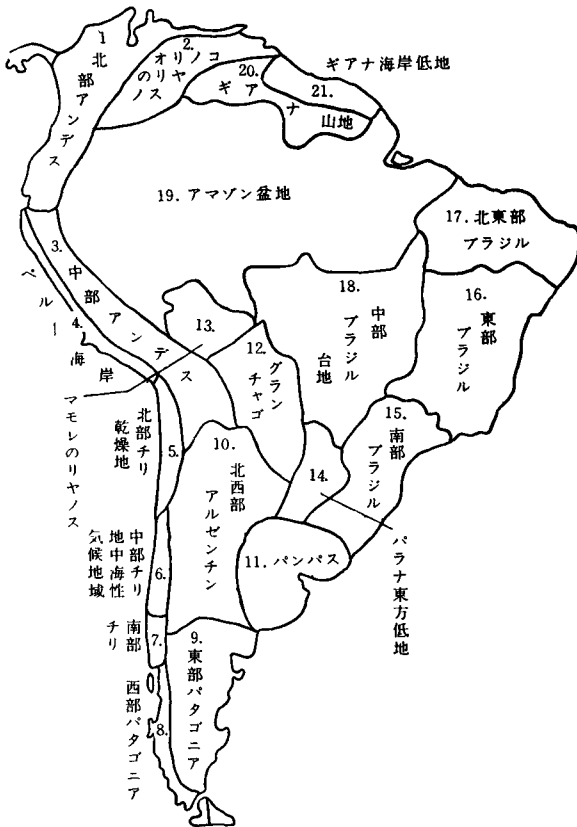 1
北部アンデス
2.
オリノコ
のリヤ
ノス
20.
ギアナ
山地
21.
ギアナ海岸低地
19. アマゾン盆地
17. 北東部
ブラジル
3.
中部アンデス
4.
ペルー海岸
13.
マモレのリヤノス
12.
グラン
チャゴ
18.
中部
ブラジル
台地
16.
東部
ブラジル
15.
南部
ブラジル
14.
パラナ東方低地
5.
北部チリ
乾燥地
10.
北西部
アルゼンチン
11. パンパス
6.
中部チリ
地中海性
気候地域
7.
南部
チリ
8.
西部パタゴニア
9.
東部パタゴニア